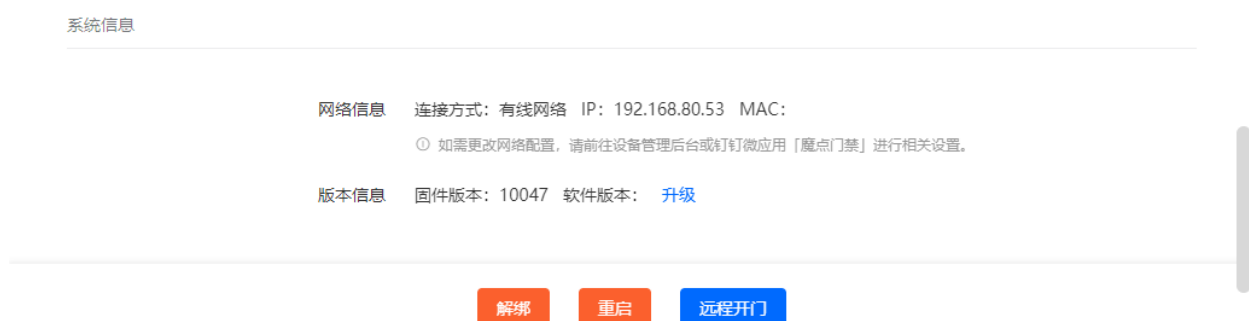 系统信息
网络信息 连接方式：有线网络 IP：192.168.80.53 MAC：
如需更改网络配置，请前往设备管理后台或钉钉微应用「魔点门禁」进行相关设置。
版本信息 固件版本：10047 软件版本： 升级
解绑 重启 远程开门